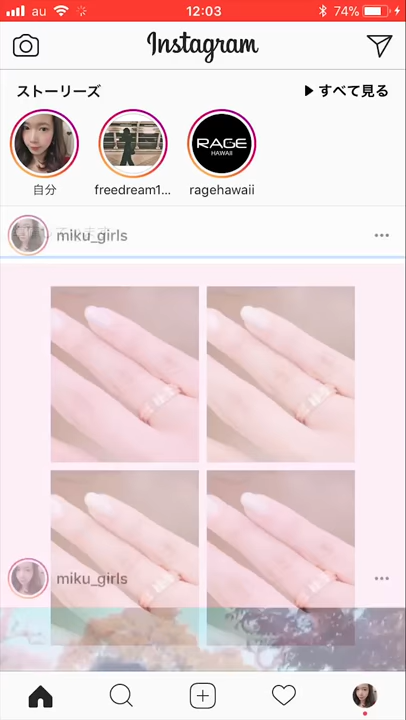 au 12:03 74%
Instagram
ストーリーズ ▶ すべて見る
RAGE
HAWAII
自分 freedream1... ragehawaii
miku_girls
miku_girls